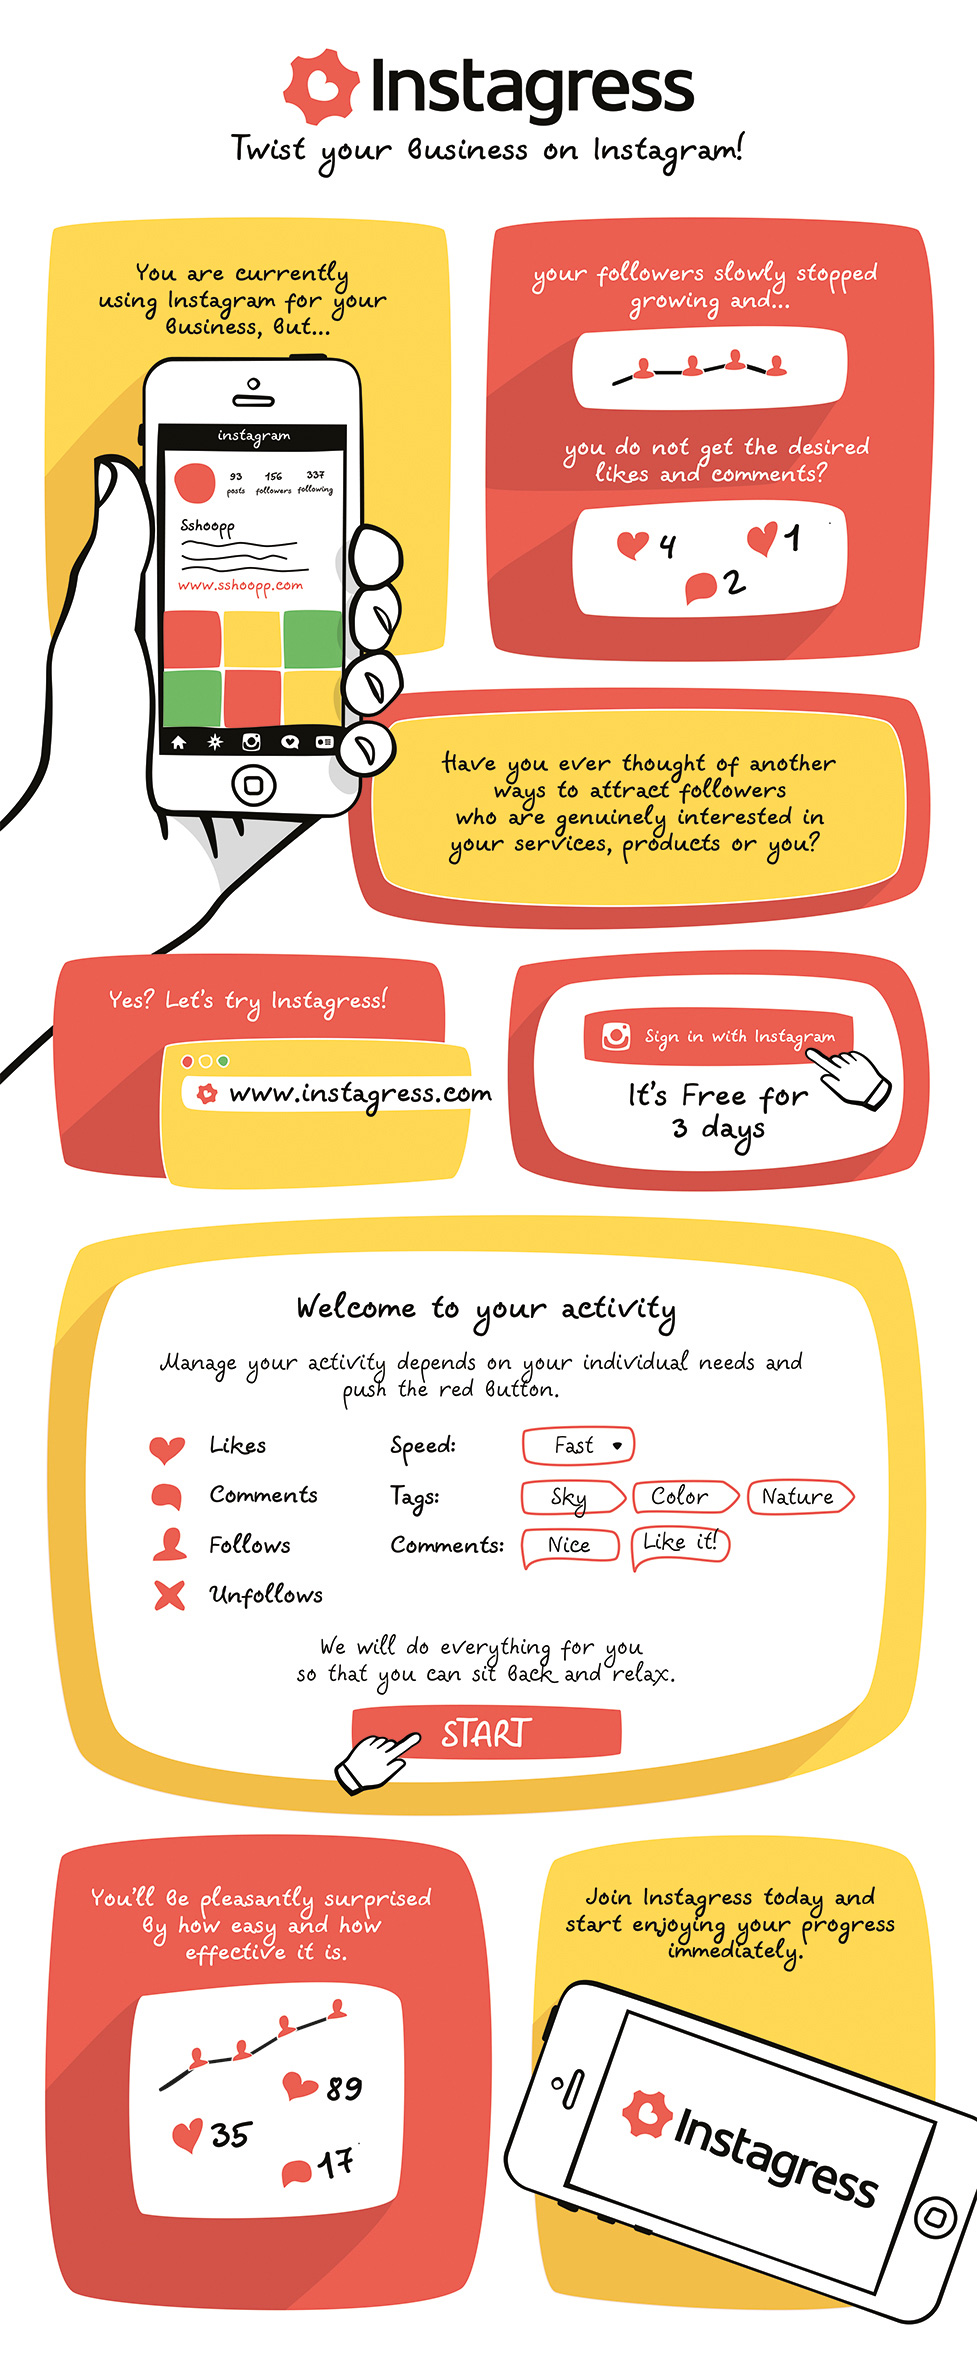 Instagress
Twist your Business on Instagram!
You are currently
using Instagram for your
Business, But...
instagram
93 156 337
posts followers following
Sshoopp
www.sshoopp.com
your followers slowly stopped
growing and...
you do not get the desired
likes and comments?
4 1
2
Have you ever thought of another
ways to attract followers
who are genuinely interested in
your services, products or you?
Yes? Let's try Instagress!
www.instagress.com
Sign in with Instagram
It's Free for
3 days
Welcome to your activity
Manage your activity depends on your individual needs and
push the red Button.
Likes
Comments
Follows
Unfollows
Speed: Fast
Tags: Sky Color Nature
Comments: Nice Like it!
We will do everything for you
so that you can sit Back and relax.
START
You'll Be pleasantly surprised
By how easy and how
effective it is.
89
35
17
Join Instagress today and
start enjoying your progress
immediately.
Instagress